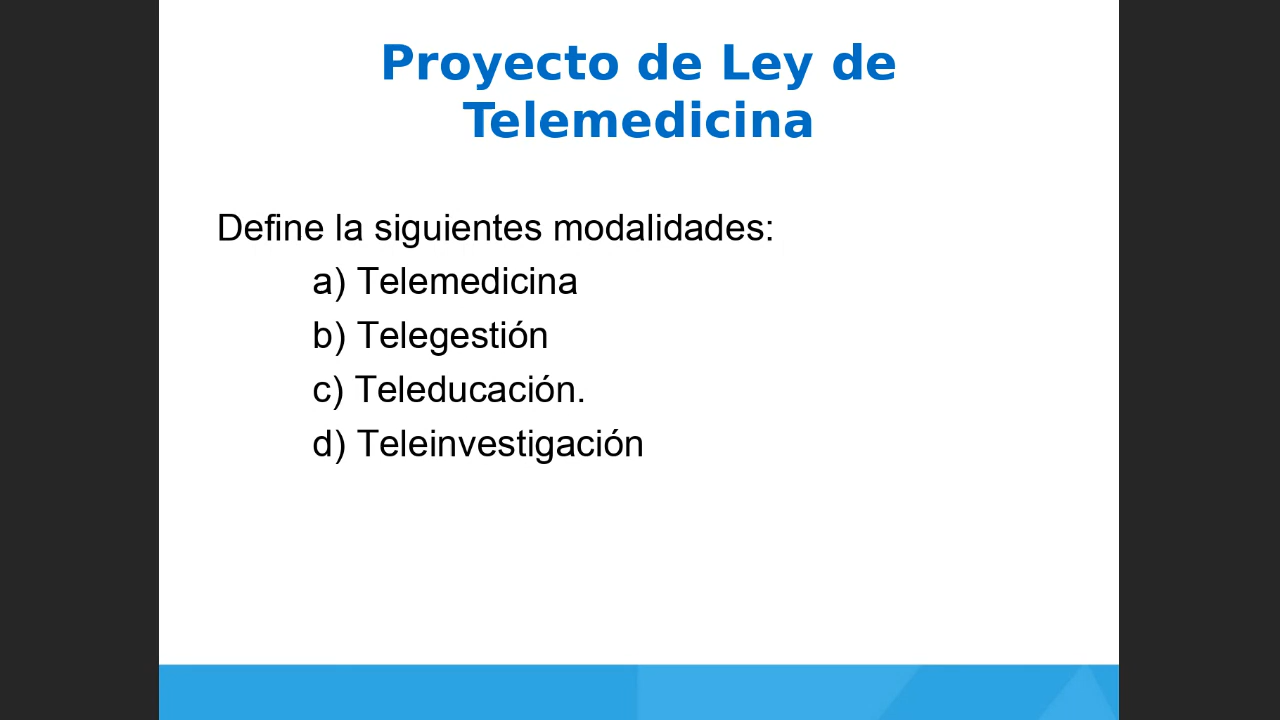 Proyecto de Ley de
Telemedicina
Define la siguientes modalidades:
a) Telemedicina
b) Telegestión
c) Teleducación.
d) Teleinvestigación